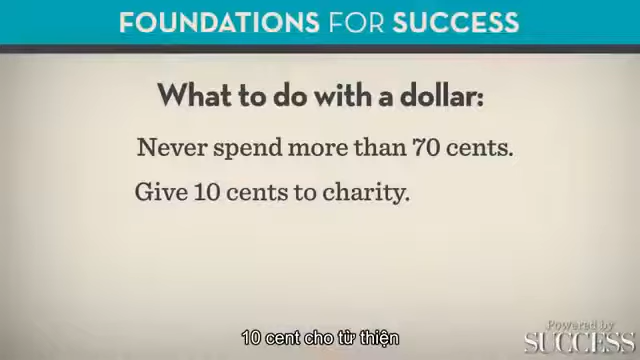 FOUNDATIONS FOR SUCCESS
What to do with a dollar:
Never spend more than 70 cents.
Give 10 cents to charity.
10 cent cho từ thiện
Powered by
SUCCESS